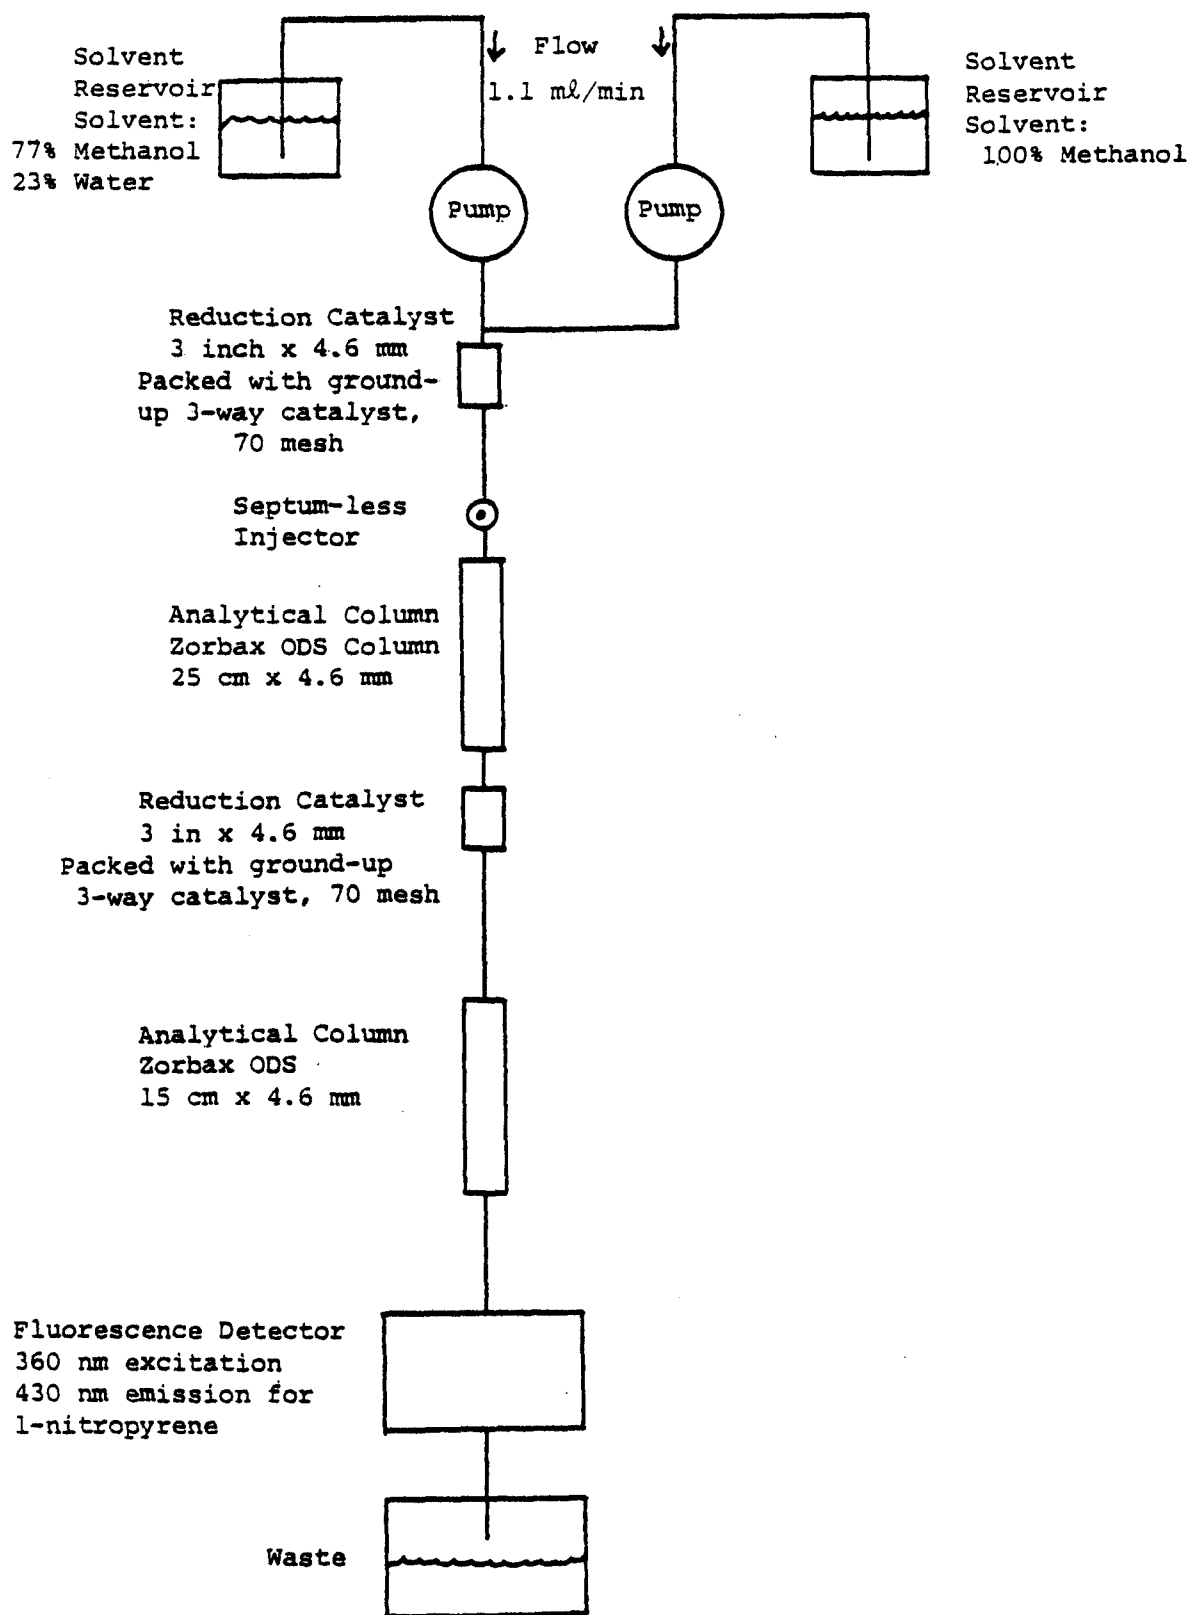 Solvent
Reservoir
Solvent:
77% Methanol
23% Water
Flow
1.1 mℓ/min
Solvent
Reservoir
Solvent:
100% Methanol
Pump
Pump
Reduction Catalyst
3 inch x 4.6 mm
Packed with ground-
up 3-way catalyst,
70 mesh
Septum-less
Injector
Analytical Column
Zorbax ODS Column
25 cm x 4.6 mm
Reduction Catalyst
3 in x 4.6 mm
Packed with ground-up
3-way catalyst, 70 mesh
Analytical Column
Zorbax ODS
15 cm x 4.6 mm
Fluorescence Detector
360 nm excitation
430 nm emission for
1-nitropyrene
Waste